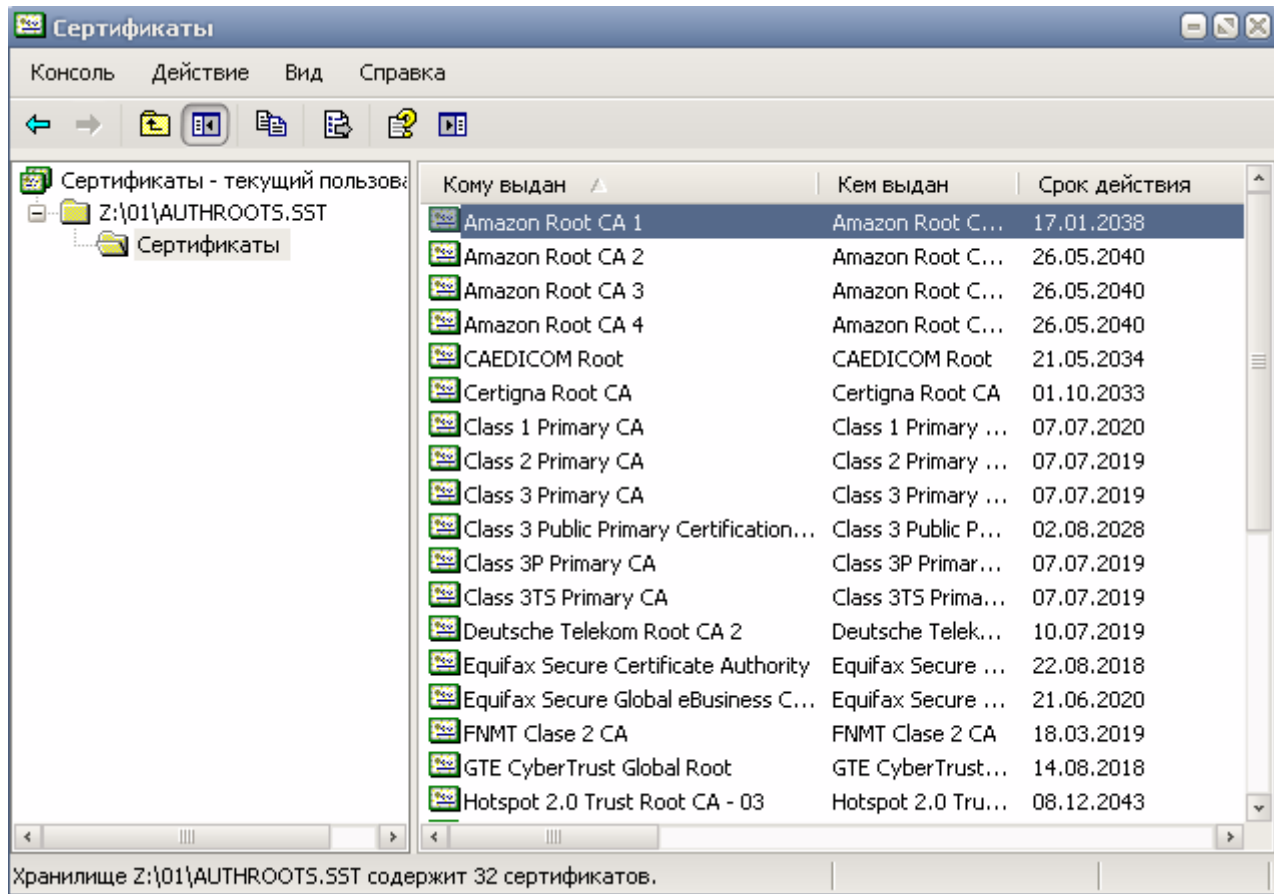 Сертификаты
Консоль Действие Вид Справка
Сертификаты - текущий пользова
Z:\01\AUTHROOTS.SST
Сертификаты
Кому выдан Кем выдан Срок действия
Amazon Root CA 1 Amazon Root C... 17.01.2038
Amazon Root CA 2 Amazon Root C... 26.05.2040
Amazon Root CA 3 Amazon Root C... 26.05.2040
Amazon Root CA 4 Amazon Root C... 26.05.2040
CAEDICOM Root CAEDICOM Root 21.05.2034
Certigna Root CA Certigna Root CA 01.10.2033
Class 1 Primary CA Class 1 Primary ... 07.07.2020
Class 2 Primary CA Class 2 Primary ... 07.07.2019
Class 3 Primary CA Class 3 Primary ... 07.07.2019
Class 3 Public Primary Certification... Class 3 Public P... 02.08.2028
Class 3P Primary CA Class 3P Primar... 07.07.2019
Class 3TS Primary CA Class 3TS Prima... 07.07.2019
Deutsche Telekom Root CA 2 Deutsche Telek... 10.07.2019
Equifax Secure Certificate Authority Equifax Secure ... 22.08.2018
Equifax Secure Global eBusiness C... Equifax Secure ... 21.06.2020
FNMT Clase 2 CA FNMT Clase 2 CA 18.03.2019
GTE CyberTrust Global Root GTE CyberTrust... 14.08.2018
Hotspot 2.0 Trust Root CA - 03 Hotspot 2.0 Tru... 08.12.2043
Хранилище Z:\01\AUTHROOTS.SST содержит 32 сертификатов.